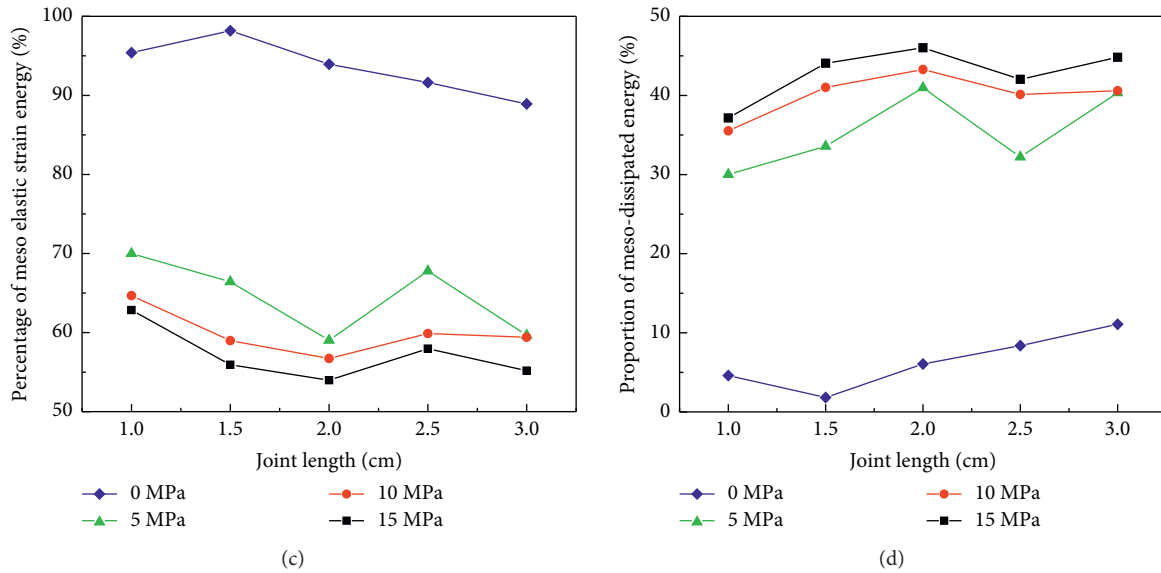 Percentage of meso elastic strain energy (%)
100
90
80
70
60
50
1.0 1.5 2.0 2.5 3.0
Joint length (cm)
0 MPa 10 MPa
5 MPa 15 MPa
(c)
Proportion of meso-dissipated energy (%)
50
40
30
20
10
0
1.0 1.5 2.0 2.5 3.0
Joint length (cm)
0 MPa 10 MPa
5 MPa 15 MPa
(d)